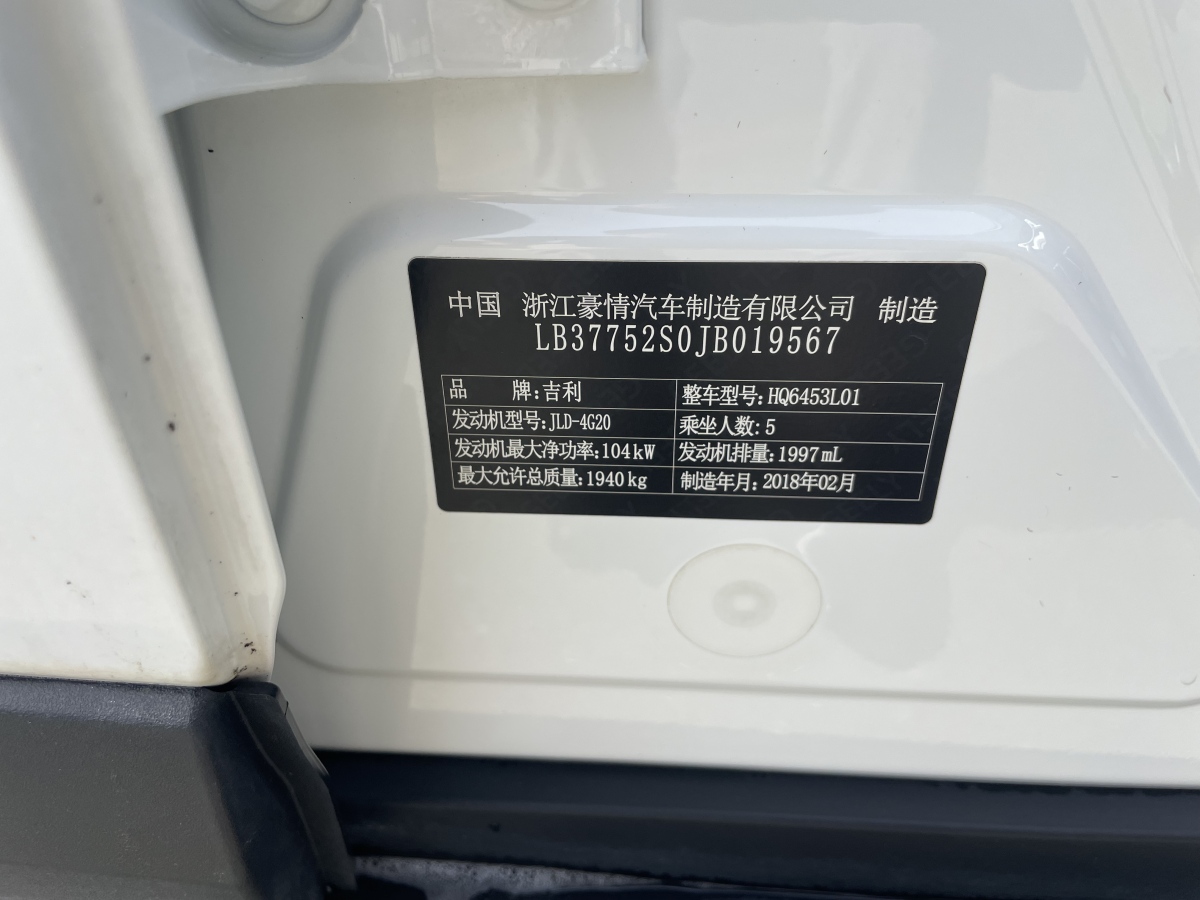 中国 浙江豪情汽车制造有限公司 制造
LB37752S0JB019567
品 牌:吉利 整车型号:HQ6453L01
发动机型号:JLD-4G20 乘坐人数:5
发动机最大净功率:104kW 发动机排量:1997mL
最大允许总质量:1940kg 制造年月:2018年02月